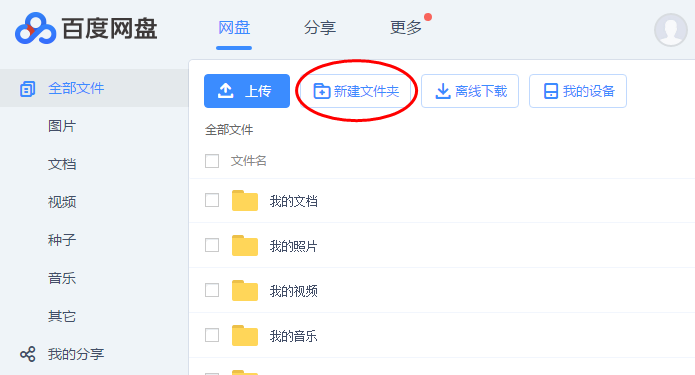 百度网盘 网盘 分享 更多
上传 新建文件夹 离线下载 我的设备
全部文件
图片
文档
视频
种子
音乐
其它
我的分享
全部文件
文件名
我的文档
我的照片
我的视频
我的音乐